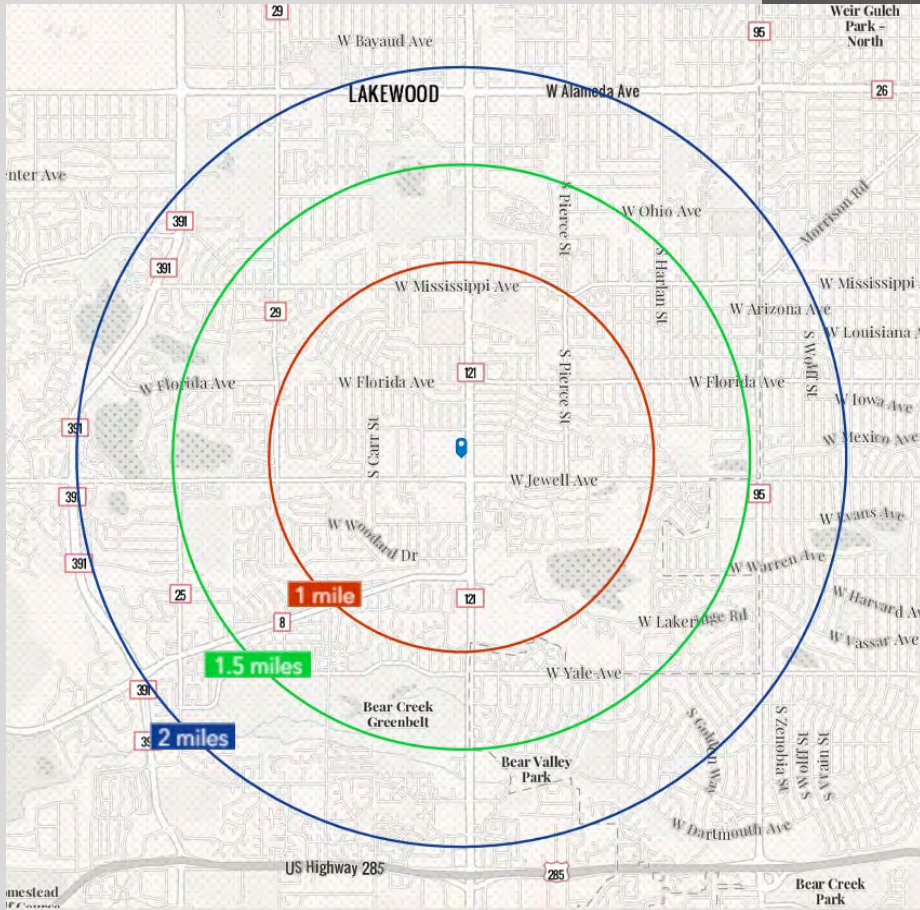 29
Weir Gulch
Park –
North
95
W Bayaud Ave
LAKEWOOD
W Alameda Ave
26
enter Ave
Morrison Rd
391
S Pierce St
W Ohio Ave
391
S Harlan St
W Mississippi Ave
W Mississippi
29
W Arizona Ave
W Louisiana A
S Wolff St
121
S Pierce St
W Florida Ave
W Florida Ave
W Florida Ave
W Iowa Ave
391
S Carr St
W Mexico Ave
W Jewell Ave
391
95
W Evans Ave
W Woodard Dr
391
W Warren Ave
25
1 mile
121
W Harvard Av
8
W Lakeridge Rd
W Vassar Ave
1.5 miles
W Yale Ave
391
Bear Creek
Greenbelt
S Golden Way
S Zenobia St
S Wolff St
S Vrain St
39
2 miles
Bear Valley
Park
W Dartmouth Ave
US Highway 285
285
omestead
lf Course
Bear Creek
Park